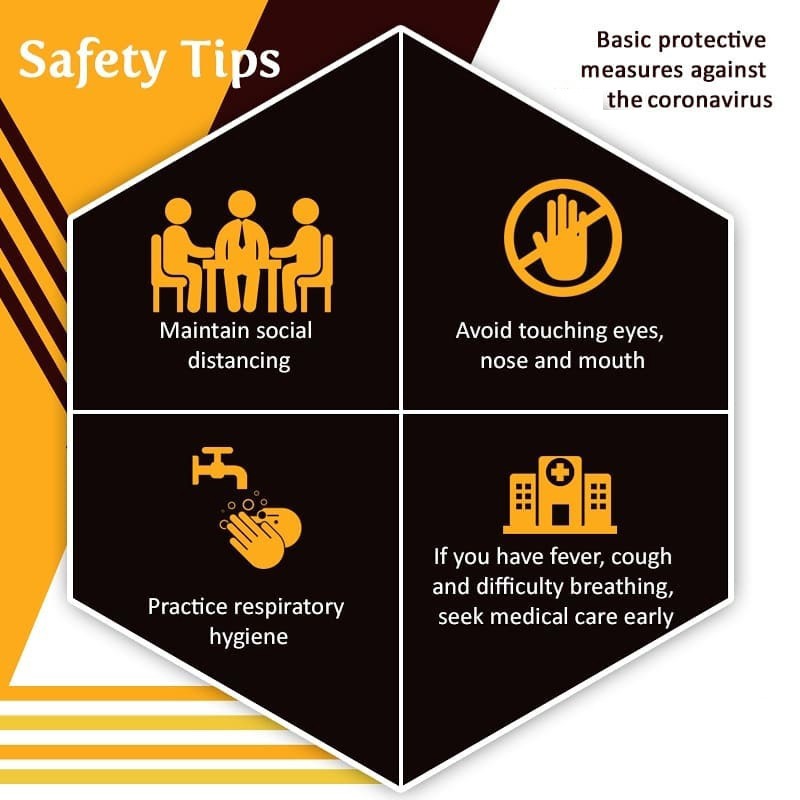 Safety Tips
Basic protective
measures against
the coronavirus
Maintain social
distancing
Avoid touching eyes,
nose and mouth
Practice respiratory
hygiene
If you have fever, cough
and difficulty breathing,
seek medical care early